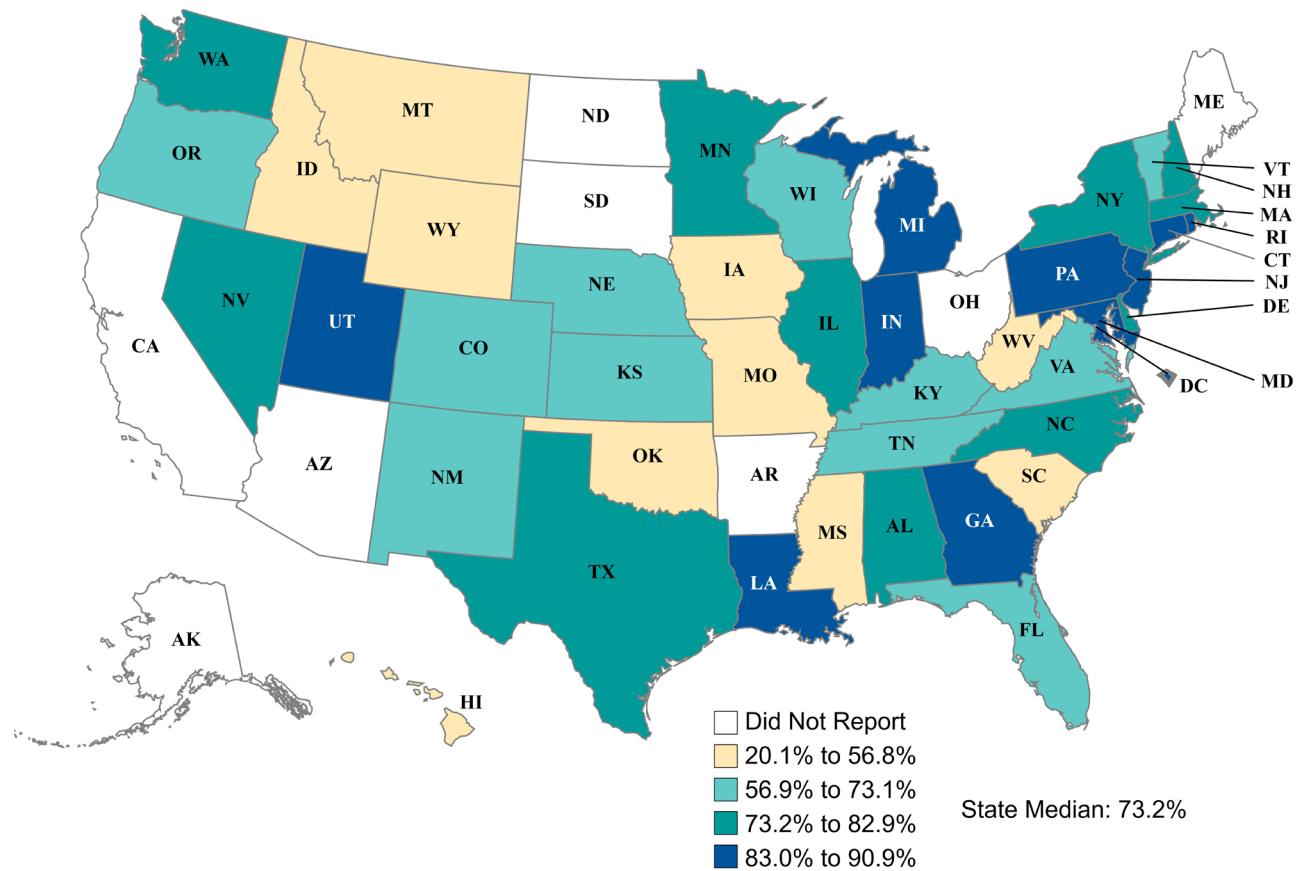 WA
MT
ND
MN
ME
OR
ID
SD
WI
VT
NH
NY
MA
WY
MI
RI
CT
IA
NE
PA
NJ
NV
UT
OH
DE
IL
IN
CA
CO
WV
VA
KS
MO
DC
MD
KY
NC
TN
AZ
NM
OK
AR
SC
MS
AL
GA
TX
LA
FL
AK
HI
Did Not Report
20.1% to 56.8%
56.9% to 73.1%
73.2% to 82.9%
83.0% to 90.9%
State Median: 73.2%